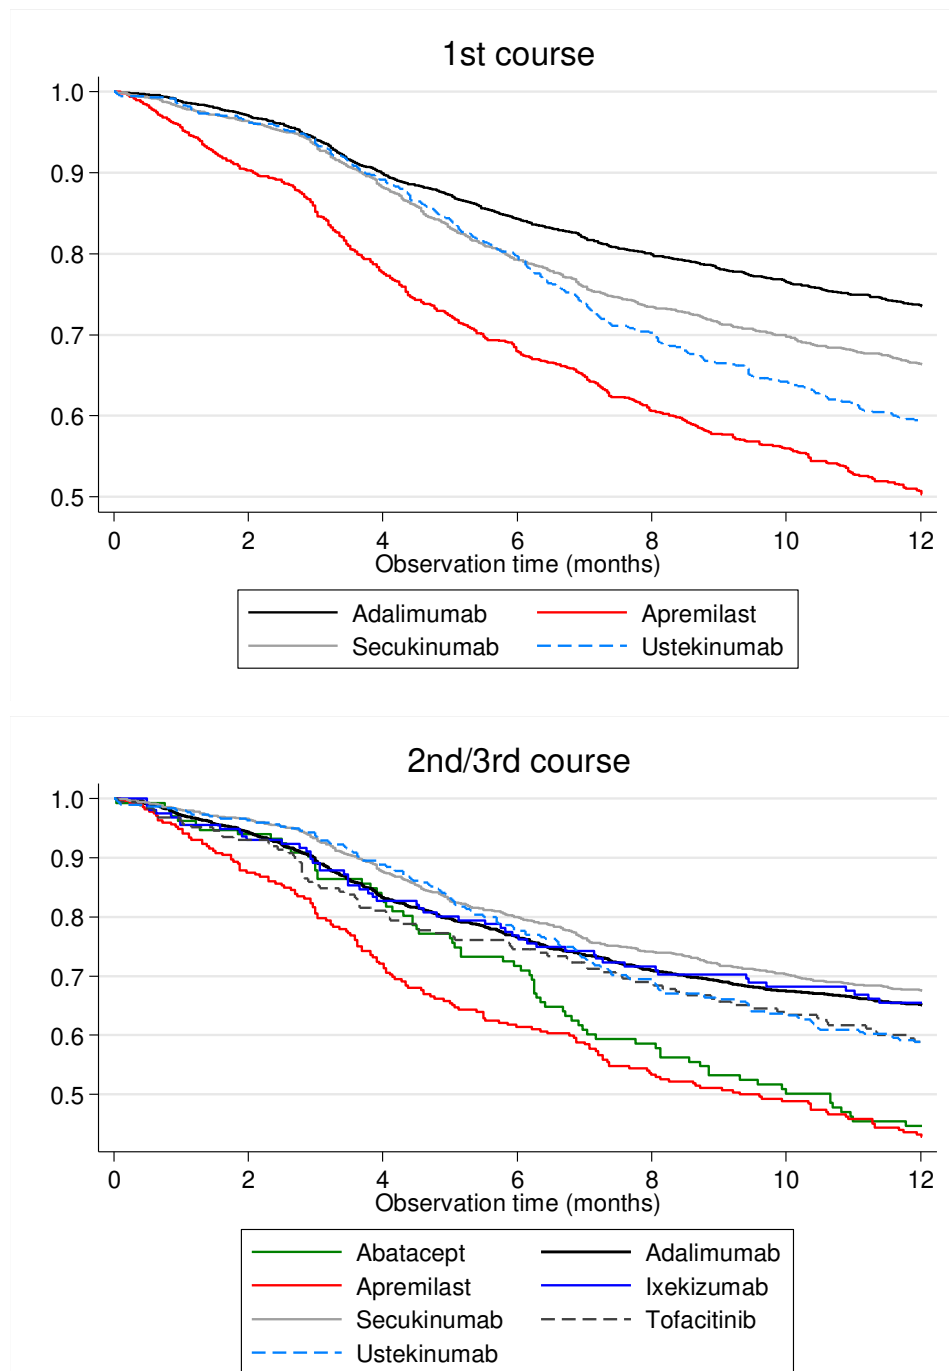 1st course
1.0
0.9
0.8
0.7
0.6
0.5
0 2 4 6 8 10 12
Observation time (months)
Adalimumab Apremilast
Secukinumab Ustekinumab
2nd/3rd course
1.0
0.9
0.8
0.7
0.6
0.5
0 2 4 6 8 10 12
Observation time (months)
Abatacept Adalimumab
Apremilast Ixekizumab
Secukinumab Tofacitinib
Ustekinumab